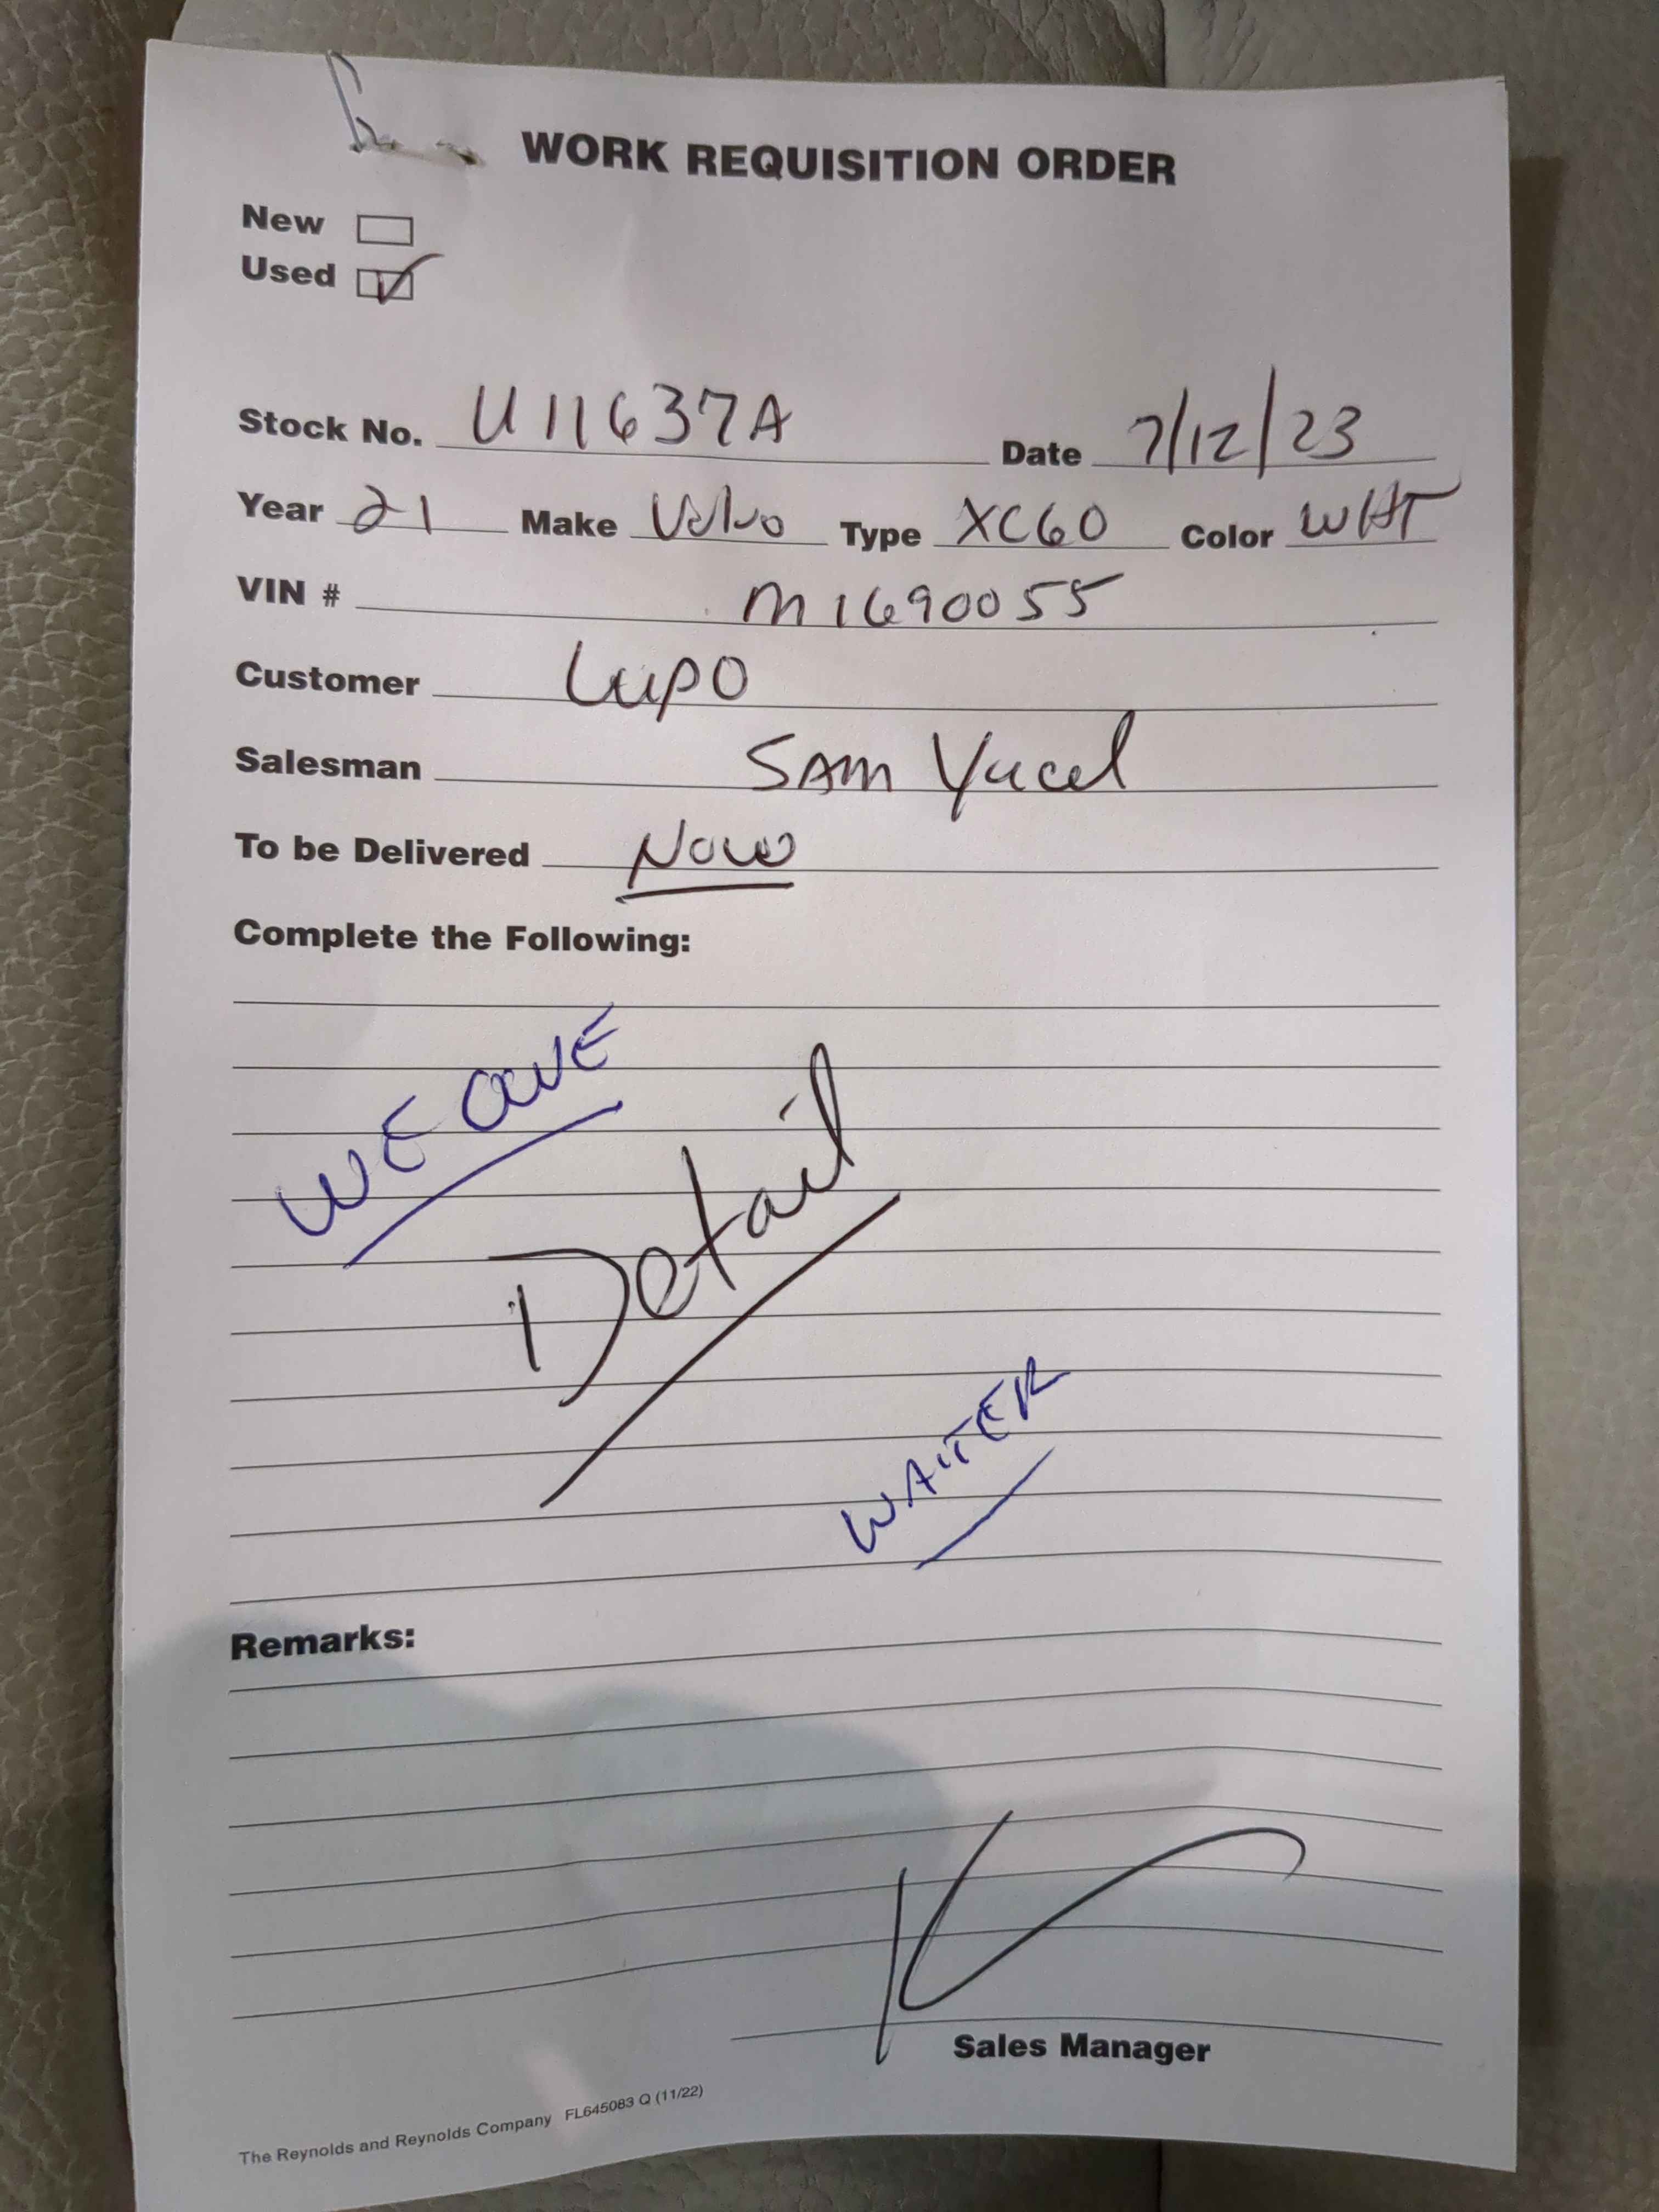 WORK REQUISITION ORDER
New
Used
Stock No. U11637A Date 7/12/23
Year 21 Make Volvo Type XC60 Color WHT
VIN # M1690055
Customer Lupo
Salesman SAM Yucel
To be Delivered Now
Complete the Following:
WE OWE
Detail
WAITER
Remarks:
Sales Manager
The Reynolds and Reynolds Company FL645083 Q (11/22)